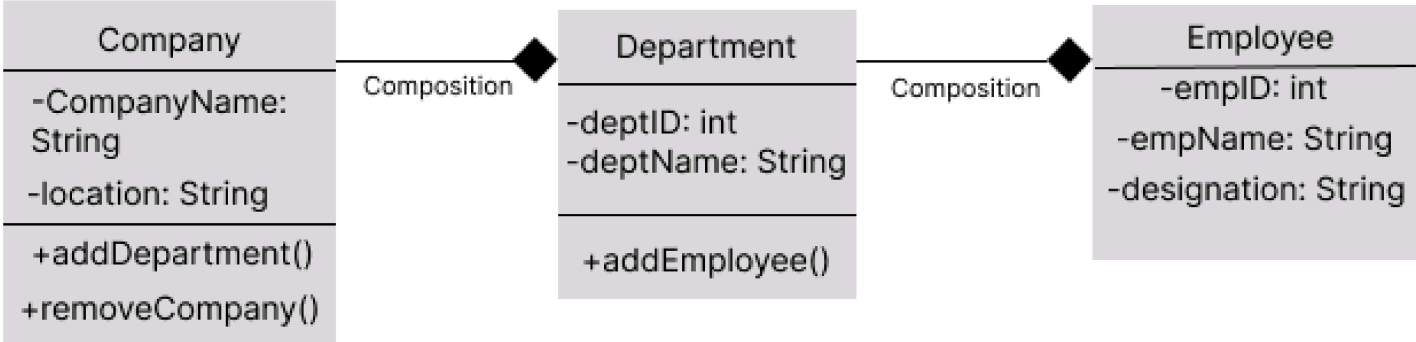 Company
-CompanyName:
String
-location: String
+addDepartment()
+removeCompany()
Composition
Department
-deptID: int
-deptName: String
+addEmployee()
Composition
Employee
-empID: int
-empName: String
-designation: String